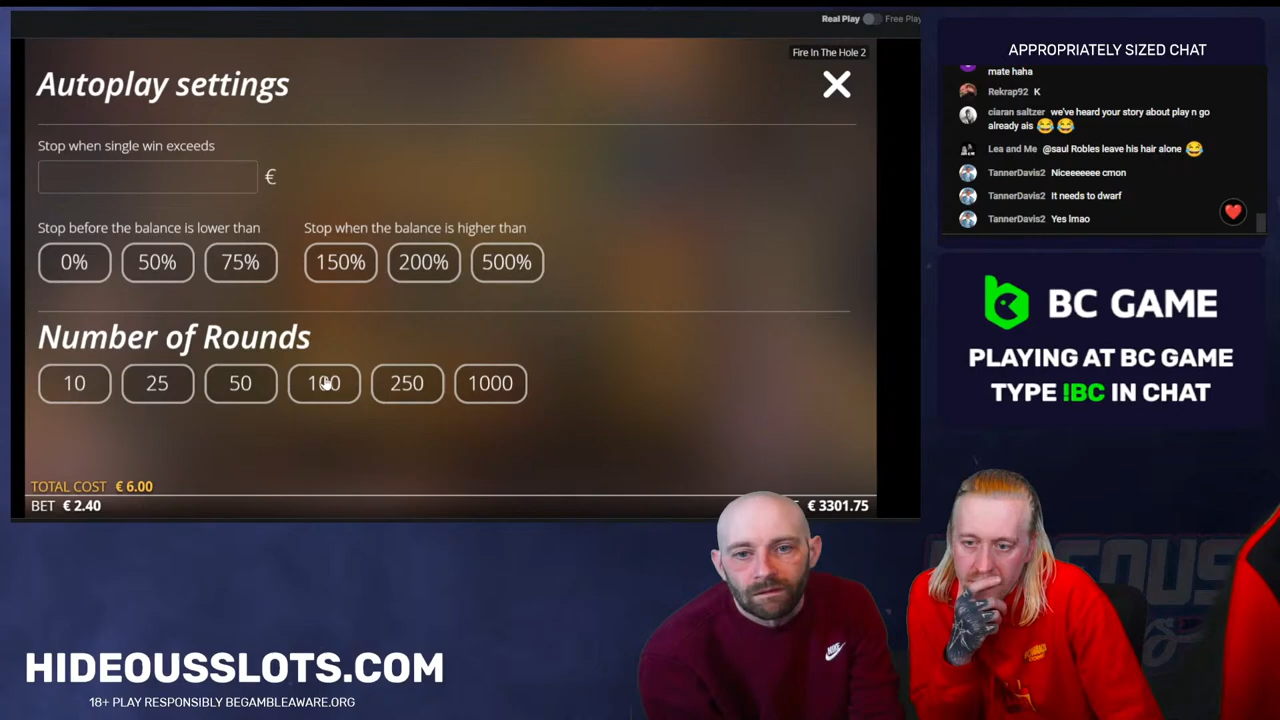 Real Play Free Play
Fire In The Hole 2
Autoplay settings
Stop when single win exceeds
€
Stop before the balance is lower than
0% 50% 75%
Stop when the balance is higher than
150% 200% 500%
Number of Rounds
10 25 50 100 250 1000
TOTAL COST € 6.00
BET € 2.40
€ 3301.75
APPROPRIATELY SIZED CHAT
mate haha
Rekrap92 K
ciaran saltzer we've heard your story about play n go
already ais 😂 😂
Lea and Me @saul Robles leave his hair alone 😂
TannerDavis2 Niceeeeeee cmon
TannerDavis2 It needs to dwarf
TannerDavis2 Yes lmao
BC GAME
PLAYING AT BC GAME
TYPE !BC IN CHAT
HIDEOUSSLOTS.COM
18+ PLAY RESPONSIBLY BEGAMBLEAWARE.ORG